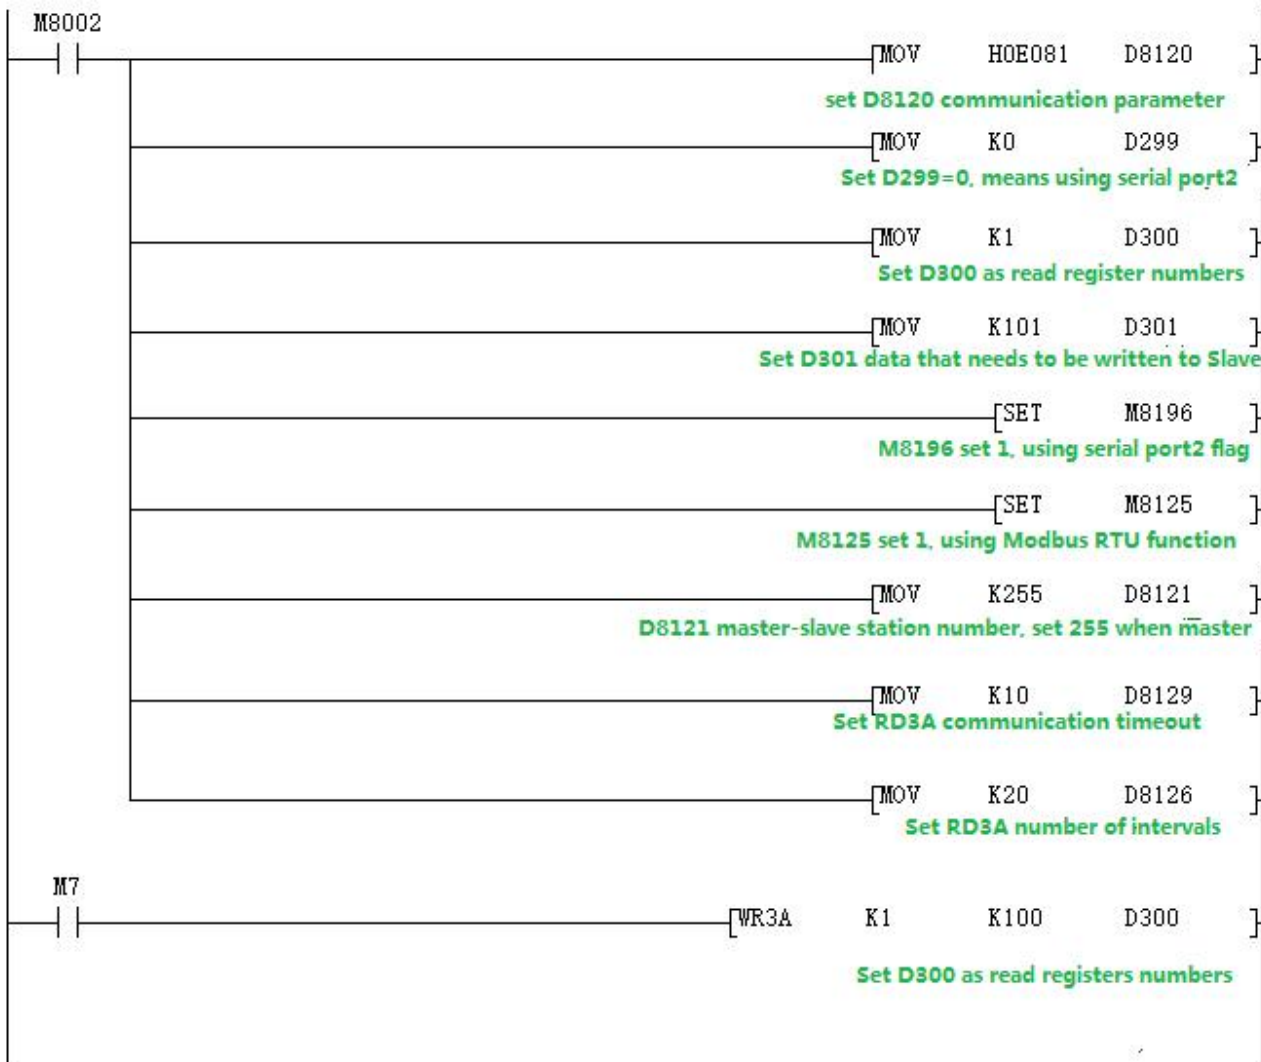 M8002
[MOV H0E081 D8120 ]
set D8120 communication parameter
[MOV K0 D299 ]
Set D299=0, means using serial port2
[MOV K1 D300 ]
Set D300 as read register numbers
[MOV K101 D301 ]
Set D301 data that needs to be written to Slave
[SET M8196 ]
M8196 set 1, using serial port2 flag
[SET M8125 ]
M8125 set 1, using Modbus RTU function
[MOV K255 D8121 ]
D8121 master-slave station number, set 255 when master
[MOV K10 D8129 ]
Set RD3A communication timeout
[MOV K20 D8126 ]
Set RD3A number of intervals
M7
[WR3A K1 K100 D300 ]
Set D300 as read registers numbers